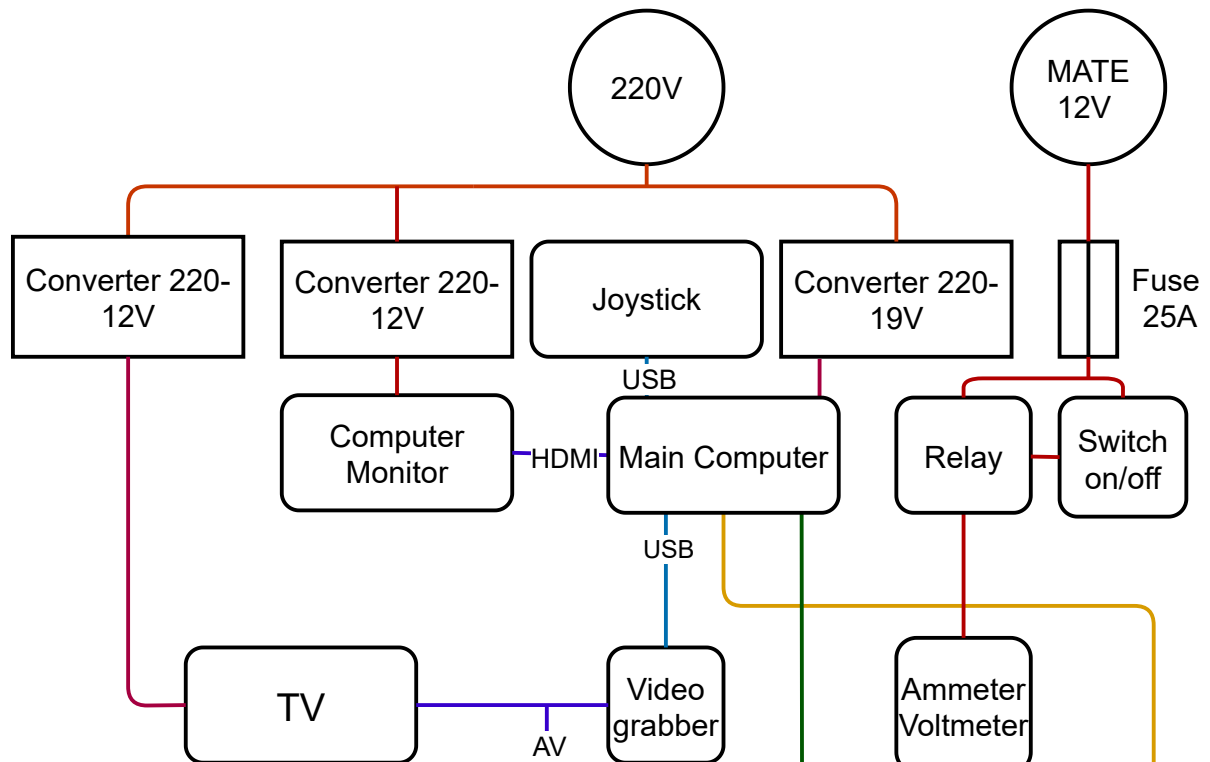 220V
MATE
12V
Converter 220-
12V
Converter 220-
12V
Joystick
Converter 220-
19V
Fuse
25A
USB
Computer
Monitor
HDMI
Main Computer
Relay
Switch
on/off
USB
TV
AV
Video
grabber
Ammeter
Voltmeter